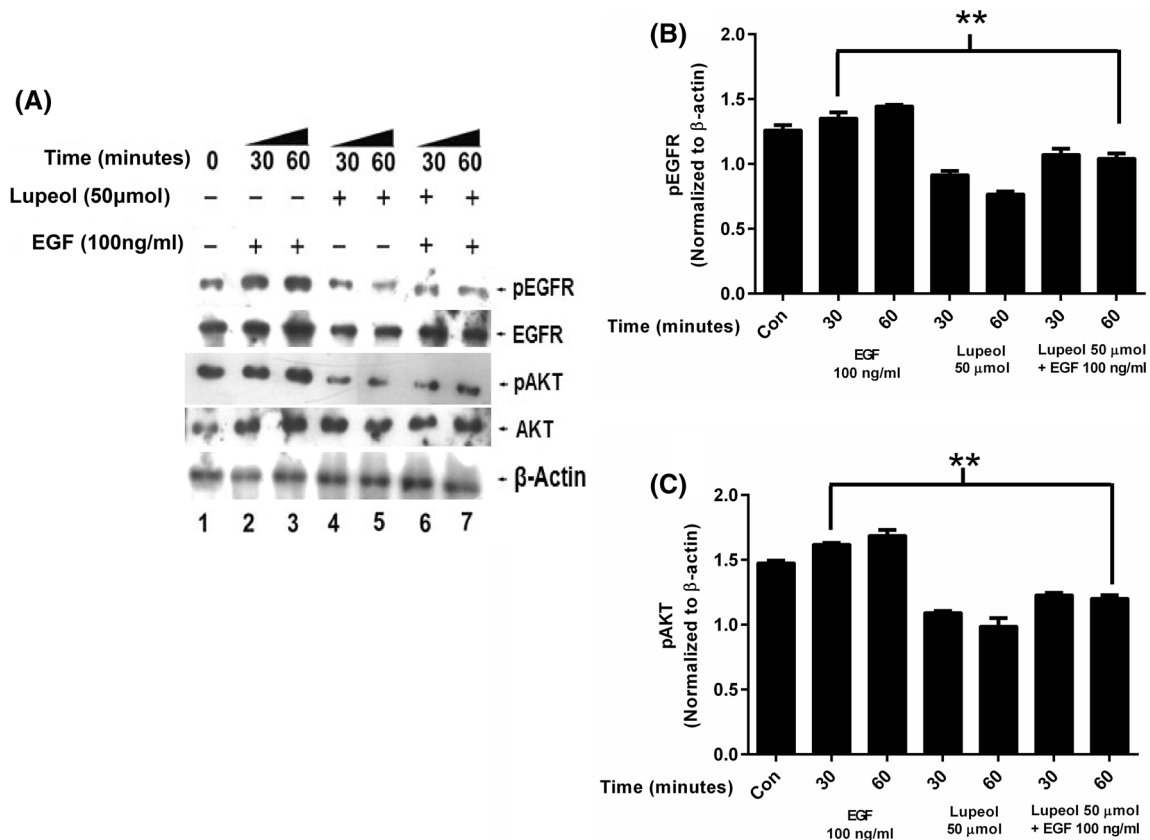 (A)
Time (minutes) 0 30 60 30 60 30 60
Lupeol (50μmol) – – – + + + +
EGF (100ng/ml) – + + – – + +
pEGFR
EGFR
pAKT
AKT
β-Actin
1 2 3 4 5 6 7
(B)
**
pEGFR
(Normalized to β-actin)
2.0
1.5
1.0
0.5
0.0
Time (minutes) Con 30 60 30 60 30 60
EGF
100 ng/ml
Lupeol
50 μmol
Lupeol 50 μmol
+ EGF 100 ng/ml
(C)
**
pAKT
(Normalized to β-actin)
2.0
1.5
1.0
0.5
0.0
Time (minutes) Con 30 60 30 60 30 60
EGF
100 ng/ml
Lupeol
50 μmol
Lupeol 50 μmol
+ EGF 100 ng/ml